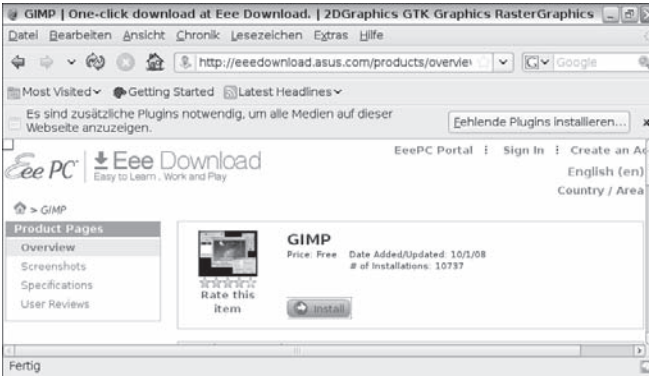 GIMP | One-click download at Eee Download. | 2DGraphics GTK Graphics RasterGraphics
Datei Bearbeiten Ansicht Chronik Lesezeichen Extras Hilfe
http://eeedownload.asus.com/products/overvie Google
Most Visited Getting Started Latest Headlines
Es sind zusätzliche Plugins notwendig, um alle Medien auf dieser
Webseite anzuzeigen.
Fehlende Plugins installieren...
EeePC Portal Sign In Create an Ac
English (en)
Country / Area
Eee PC Eee Download
Easy to Learn, Work and Play
> GIMP
Product Pages
Overview
Screenshots
Specifications
User Reviews
Rate this
item
GIMP
Price: Free Date Added/Updated: 10/1/08
# of Installations: 10737
Install
Fertig